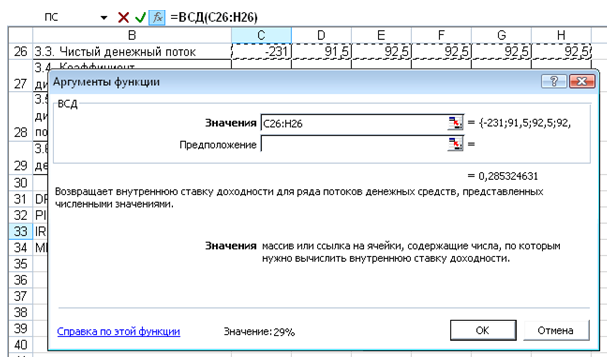 ПС =ВСД(C26:H26)
B C D E F G H
26 3.3. Чистый денежный поток -231 91,5 92,5 92,5 92,5 92,5
3.4. Коэффициент
27 ди
Аргументы функции
3.5
ди
28 по
ВСД
Значения C26:H26 = {-231;91,5;92,5;92,
Предположение =
29 де
= 0,285324631
30
Возвращает внутреннюю ставку доходности для ряда потоков денежных средств, представленных
численными значениями.
31 DP
32 PI
33 IR
34 MI
Значения массив или ссылка на ячейки, содержащие числа, по которым
нужно вычислить внутреннюю ставку доходности.
35
36
37
38
39
Справка по этой функции Значение:29% ОК Отмена
40